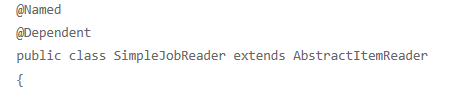 @Named
@Dependent
public class SimpleJobReader extends AbstractItemReader
{